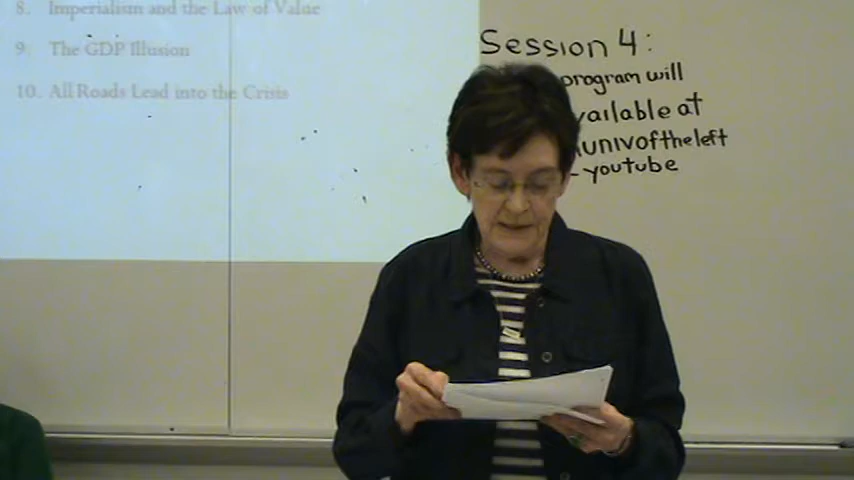 8. Imperialism and the Law of Value
9. The GDP Illusion
10. All Roads Lead into the Crisis
Session 4:
program will
available at
univoftheleft
-youtube